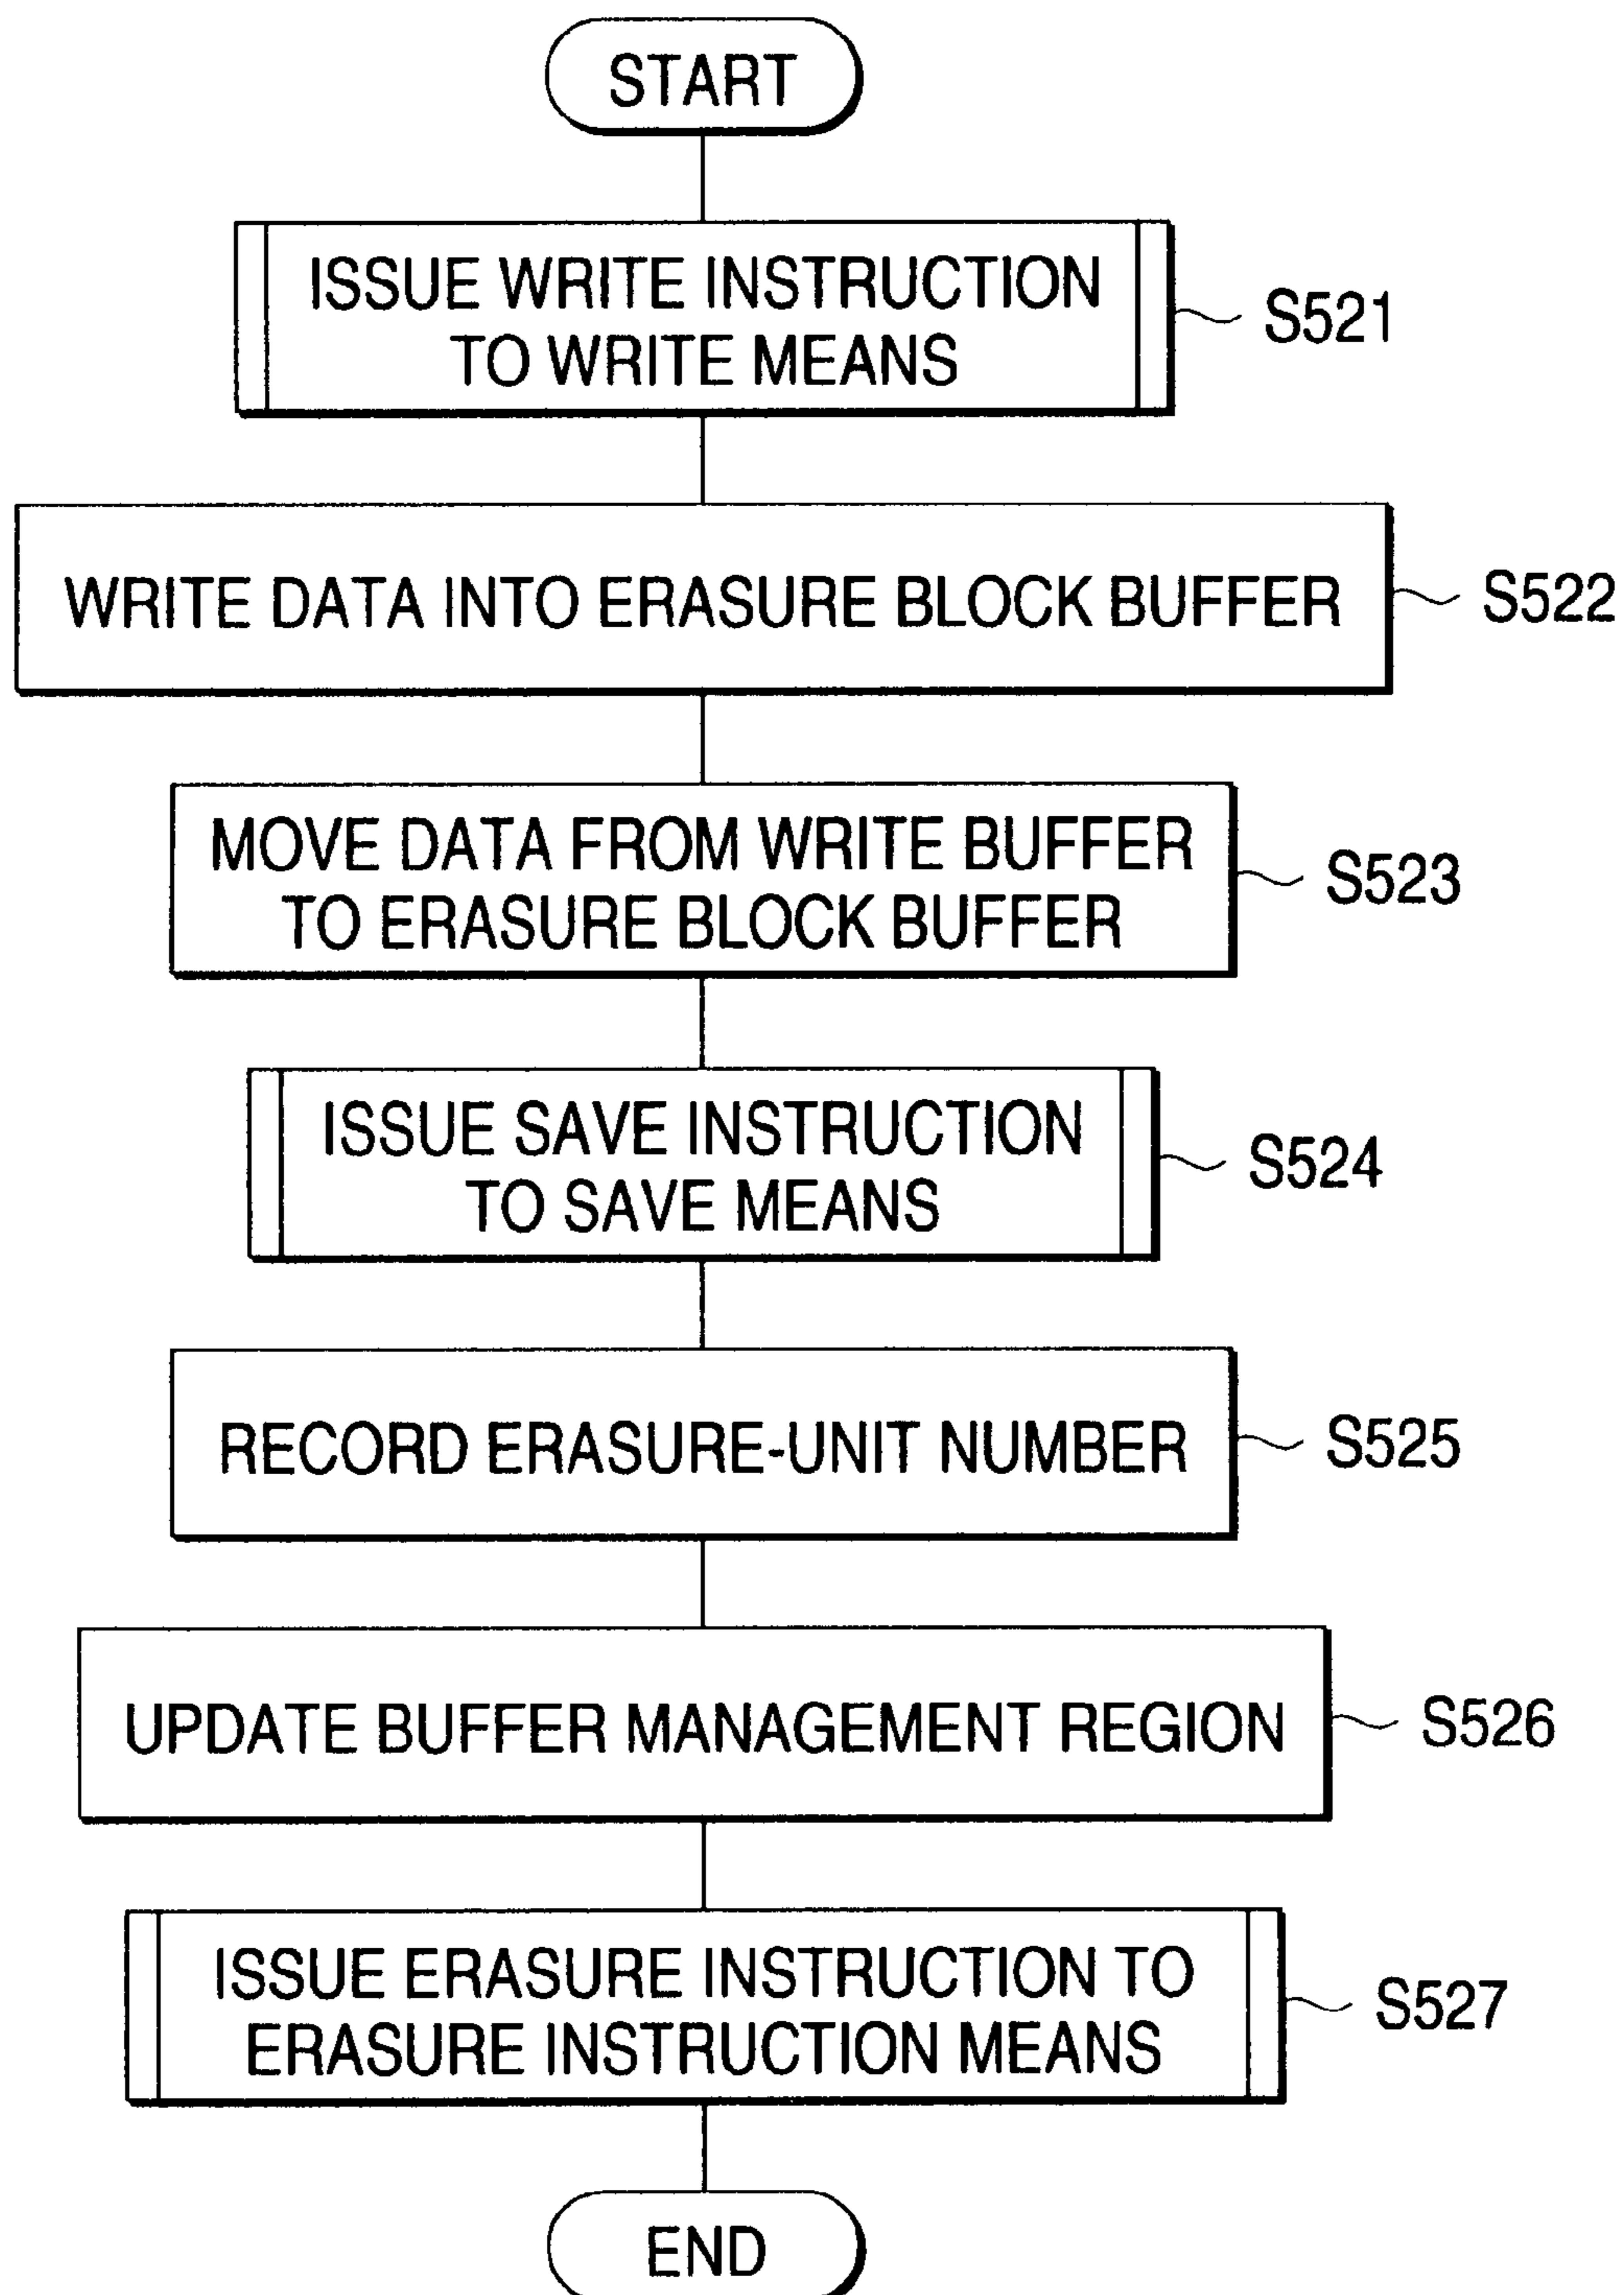 START
ISSUE WRITE INSTRUCTION
TO WRITE MEANS
S521
WRITE DATA INTO ERASURE BLOCK BUFFER
S522
MOVE DATA FROM WRITE BUFFER
TO ERASURE BLOCK BUFFER
S523
ISSUE SAVE INSTRUCTION
TO SAVE MEANS
S524
RECORD ERASURE-UNIT NUMBER
S525
UPDATE BUFFER MANAGEMENT REGION
S526
ISSUE ERASURE INSTRUCTION TO
ERASURE INSTRUCTION MEANS
S527
END